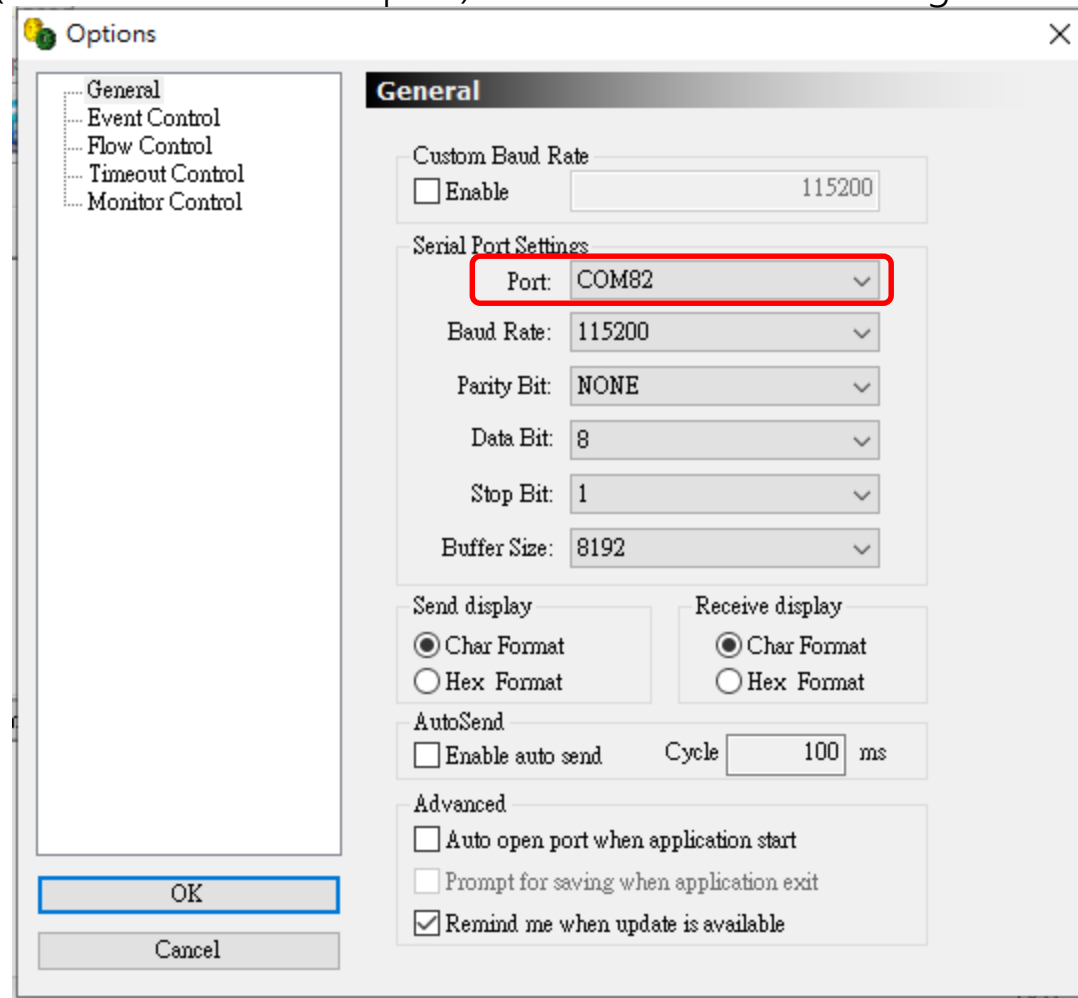 Options
General
Event Control
Flow Control
Timeout Control
Monitor Control
OK
Cancel
General
Custom Baud Rate
Enable 115200
Serial Port Settings
Port: COM82
Baud Rate: 115200
Parity Bit: NONE
Data Bit: 8
Stop Bit: 1
Buffer Size: 8192
Send display
Char Format
Hex Format
Receive display
Char Format
Hex Format
AutoSend
Enable auto send Cycle 100 ms
Advanced
Auto open port when application start
Prompt for saving when application exit
Remind me when update is available